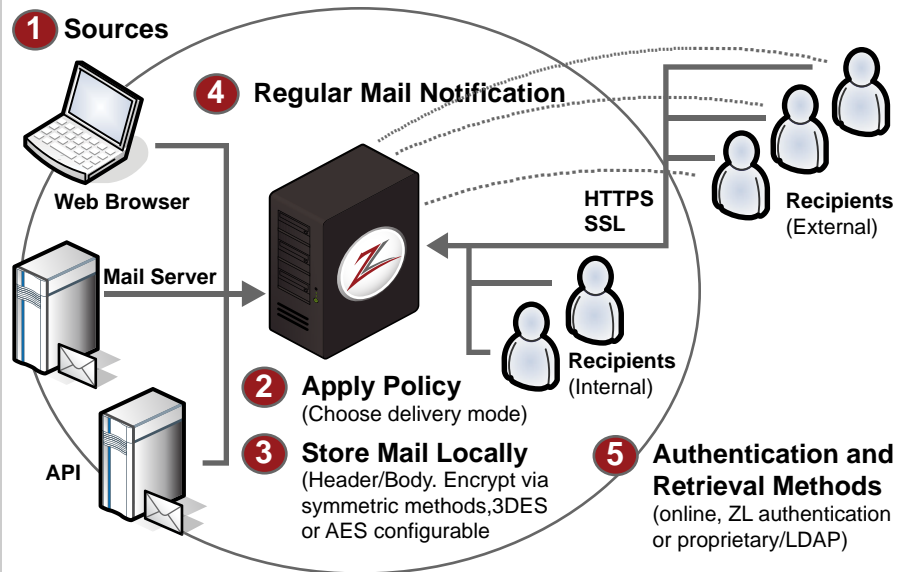 1 Sources
4 Regular Mail Notification
Web Browser
HTTPS
SSL
Recipients
(External)
Mail Server
ZL
Recipients
(Internal)
2 Apply Policy
(Choose delivery mode)
API
3 Store Mail Locally
(Header/Body. Encrypt via
symmetric methods,3DES
or AES configurable
5 Authentication and
Retrieval Methods
(online, ZL authentication
or proprietary/LDAP)